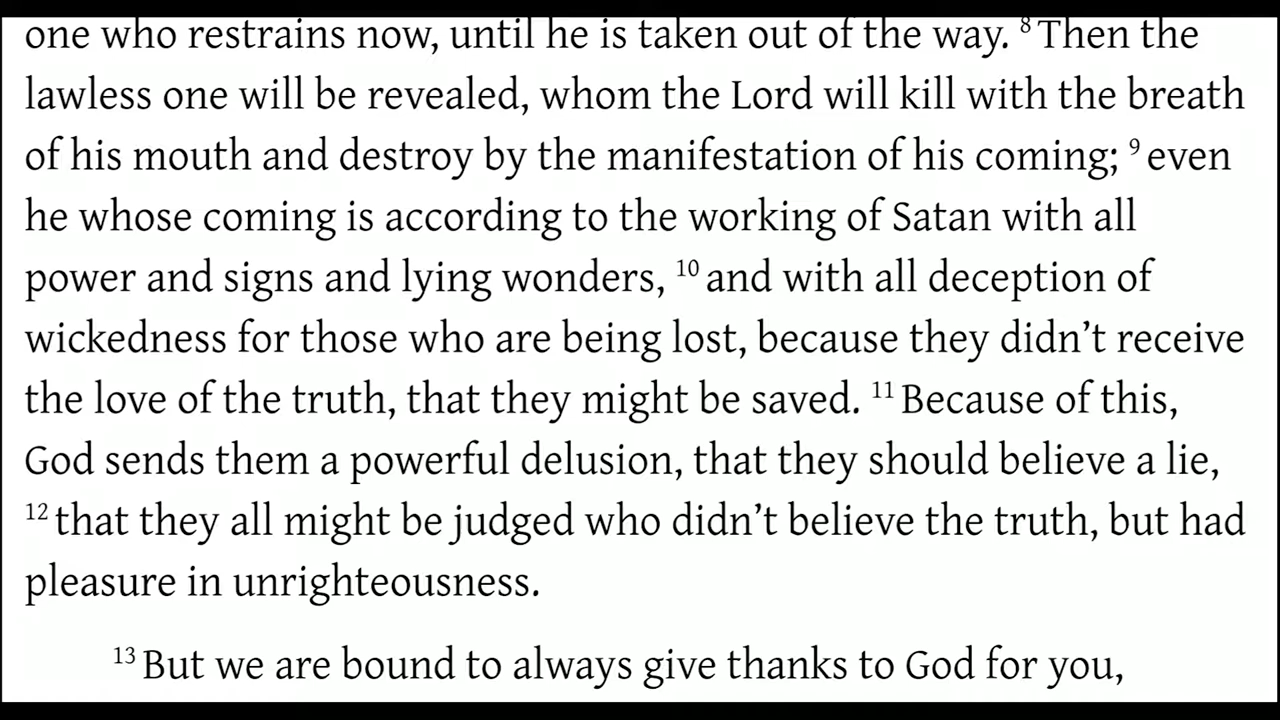 one who restrains now, until he is taken out of the way. 8 Then the
lawless one will be revealed, whom the Lord will kill with the breath
of his mouth and destroy by the manifestation of his coming; 9 even
he whose coming is according to the working of Satan with all
power and signs and lying wonders, 10 and with all deception of
wickedness for those who are being lost, because they didn’t receive
the love of the truth, that they might be saved. 11 Because of this,
God sends them a powerful delusion, that they should believe a lie,
12 that they all might be judged who didn’t believe the truth, but had
pleasure in unrighteousness.
13 But we are bound to always give thanks to God for you,